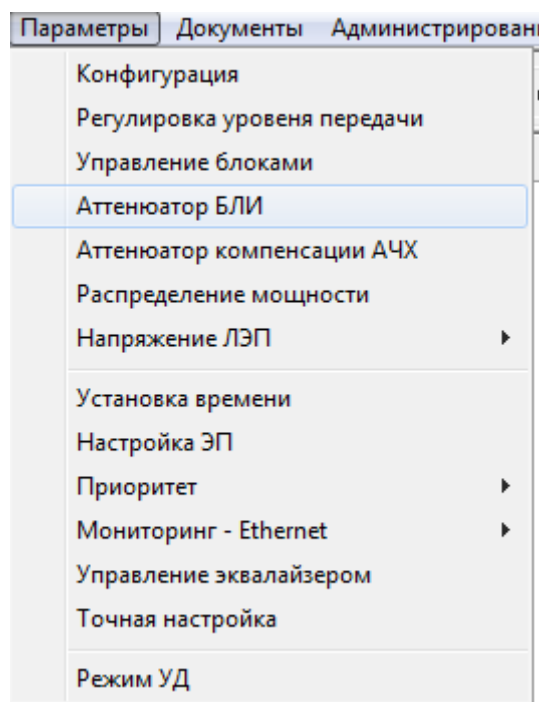 Параметры Документы Администрирован
Конфигурация
Регулировка уровеня передачи
Управление блоками
Аттенюатор БЛИ
Аттенюатор компенсации АЧХ
Распределение мощности
Напряжение ЛЭП
Установка времени
Настройка ЭП
Приоритет
Мониторинг - Ethernet
Управление эквалайзером
Точная настройка
Режим УД